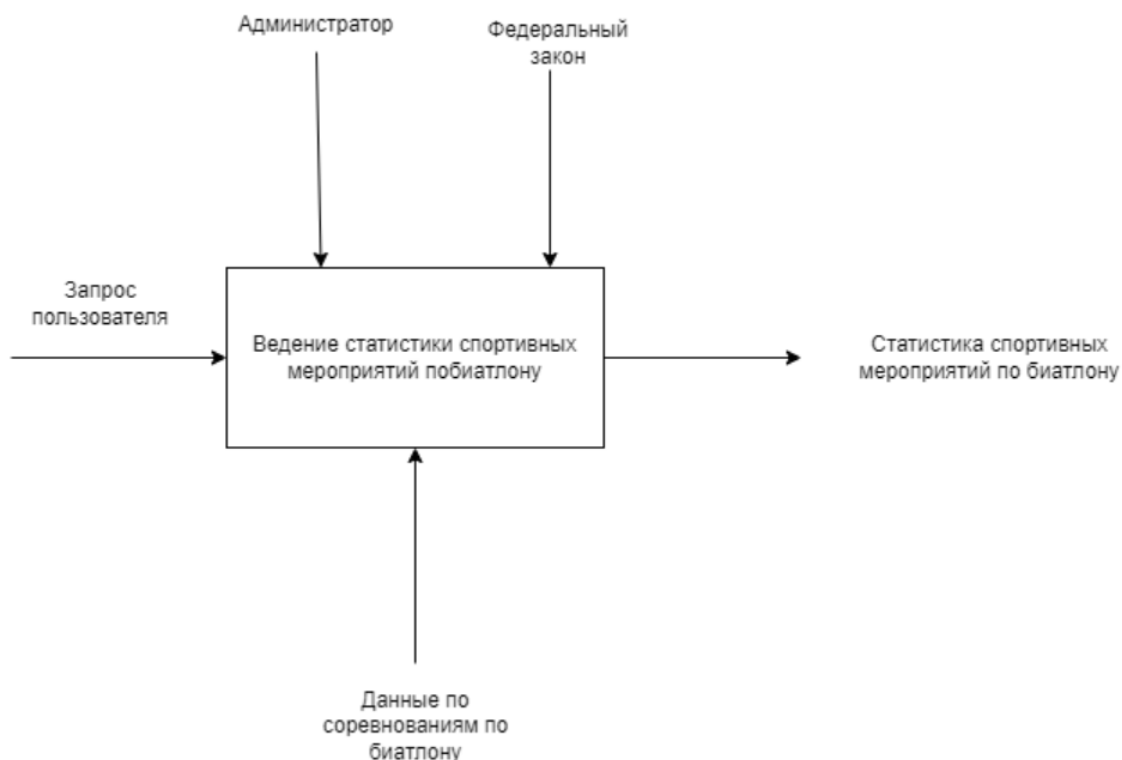 Администратор
Федеральный
закон
Запрос
пользователя
Ведение статистики спортивных
мероприятий побиатлону
Статистика спортивных
мероприятий по биатлону
Данные по
соревнованиям по
биатлону